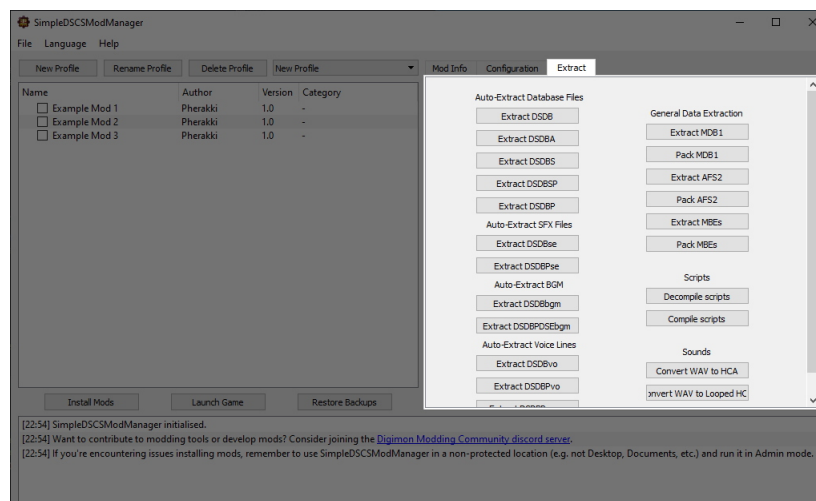 SimpleDSCSModManager
File Language Help
New Profile Rename Profile Delete Profile New Profile
Name Author Version Category
Example Mod 1 Pherakki 1.0 -
Example Mod 2 Pherakki 1.0 -
Example Mod 3 Pherakki 1.0 -
Install Mods Launch Game Restore Backups
Mod Info Configuration Extract
Auto-Extract Database Files
Extract DSDB
Extract DSDBA
Extract DSDBS
Extract DSDBSP
Extract DSDBP
Auto-Extract SFX Files
Extract DSDBse
Extract DSDBPse
Auto-Extract BGM
Extract DSDBbgm
Extract DSDBPDSEbgm
Auto-Extract Voice Lines
Extract DSDBvo
Extract DSDBPvo
General Data Extraction
Extract MDB1
Pack MDB1
Extract AFS2
Pack AFS2
Extract MBEs
Pack MBEs
Scripts
Decompile scripts
Compile scripts
Sounds
Convert WAV to HCA
onvert WAV to Looped HC
[22:54] SimpleDSCSModManager initialised.
[22:54] Want to contribute to modding tools or develop mods? Consider joining the Digimon Modding Community discord server.
[22:54] If you're encountering issues installing mods, remember to use SimpleDSCSModManager in a non-protected location (e.g. not Desktop, Documents, etc.) and run it in Admin mode.